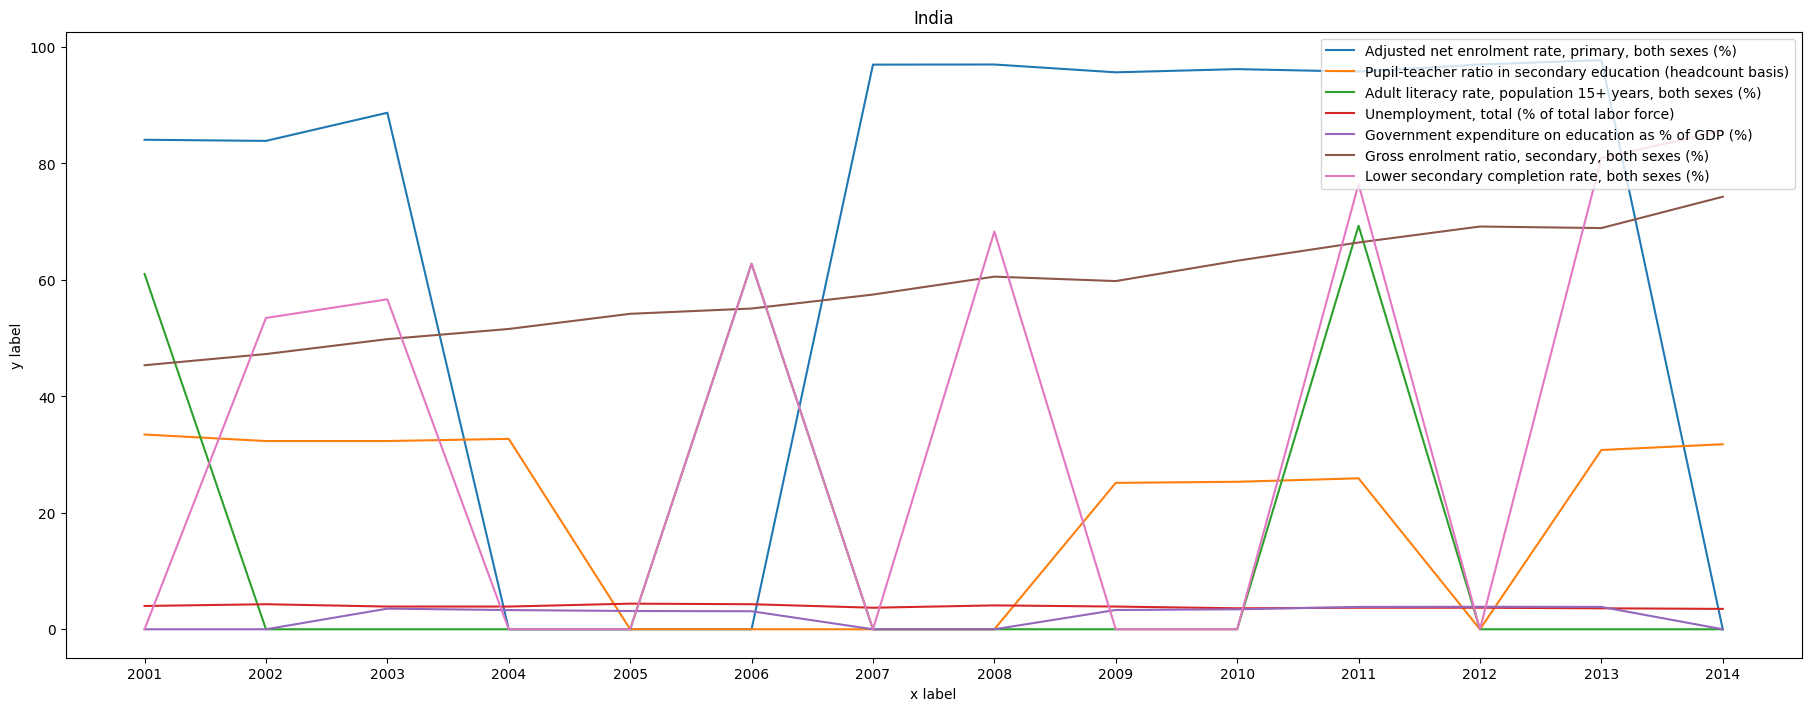 India
Adjusted net enrolment rate, primary, both sexes (%)
Pupil-teacher ratio in secondary education (headcount basis)
Adult literacy rate, population 15+ years, both sexes (%)
Unemployment, total (% of total labor force)
Government expenditure on education as % of GDP (%)
Gross enrolment ratio, secondary, both sexes (%)
Lower secondary completion rate, both sexes (%)
100
80
60
40
20
0
y label
2001 2002 2003 2004 2005 2006 2007 2008 2009 2010 2011 2012 2013 2014
x label